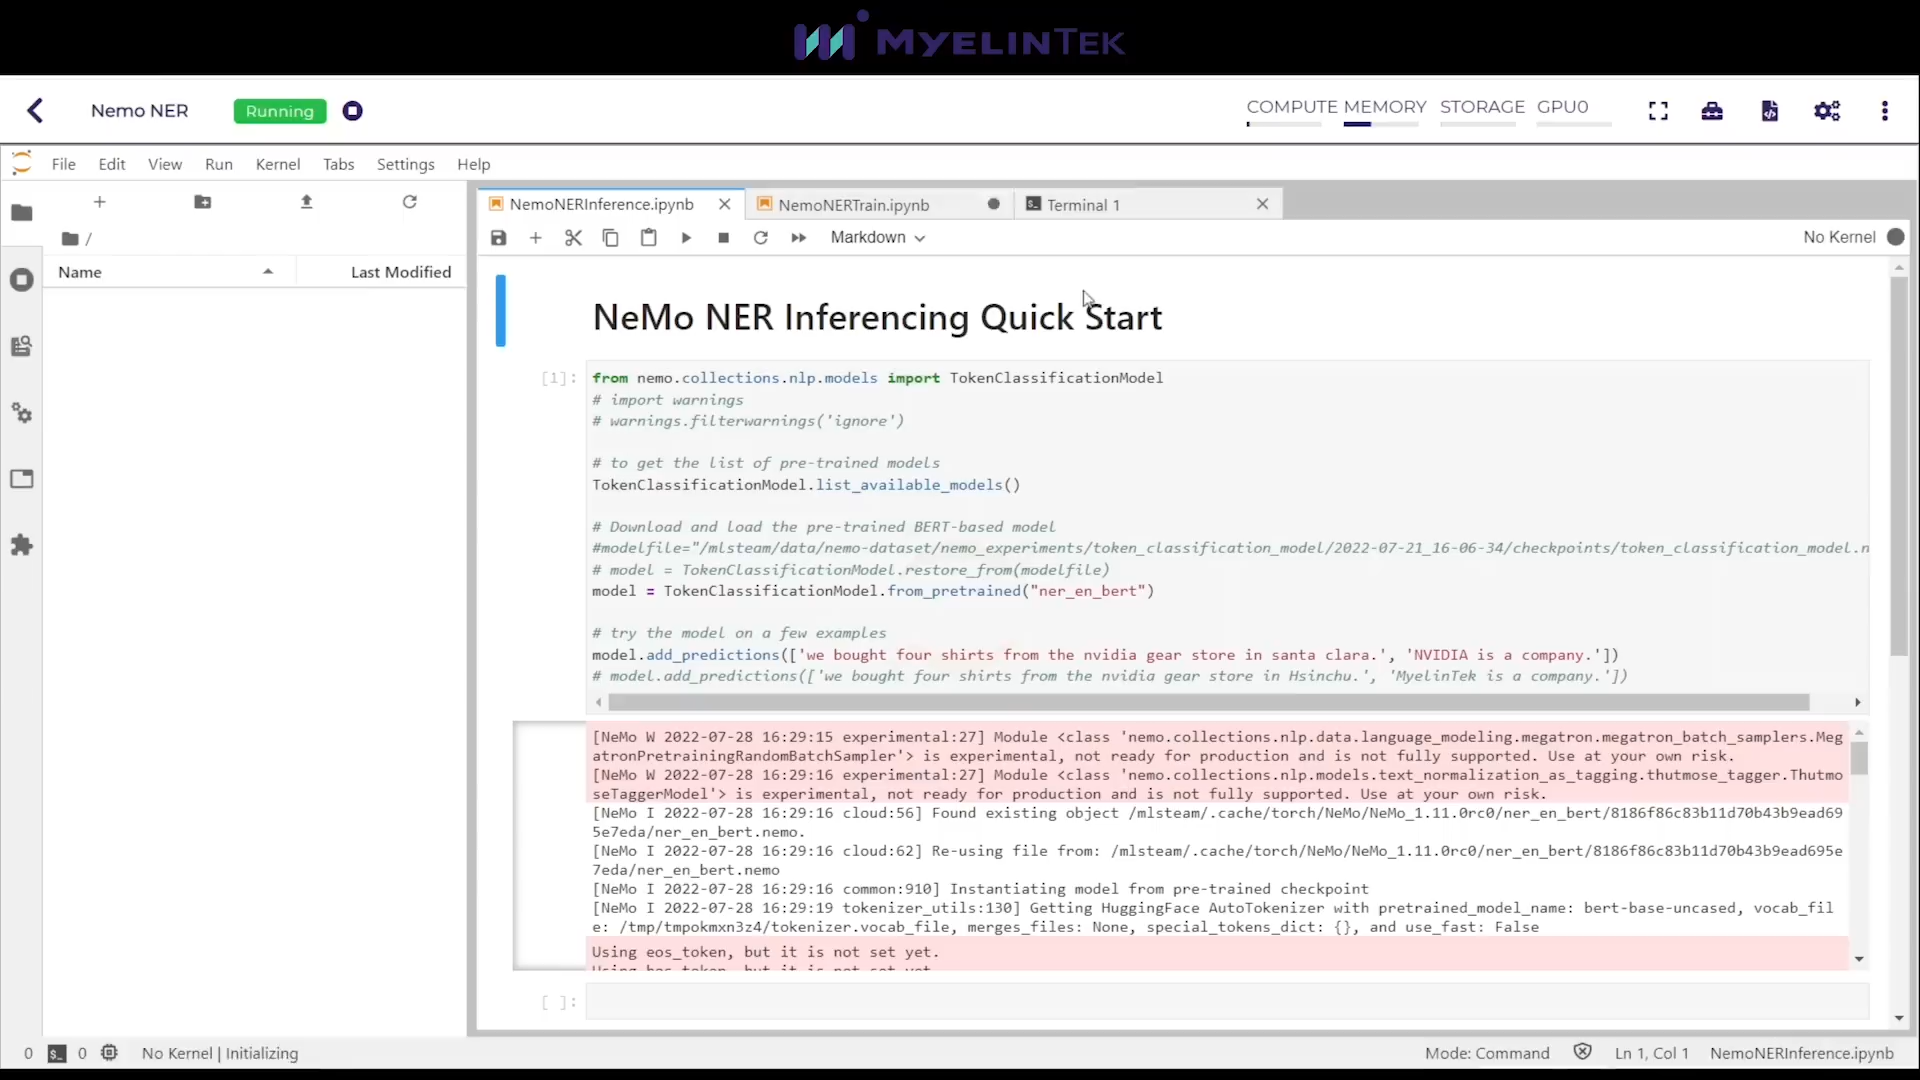 MYELINTEK
Nemo NER Running COMPUTE MEMORY STORAGE GPU0
File Edit View Run Kernel Tabs Settings Help
NemoNERInference.ipynb NemoNERTrain.ipynb Terminal 1
Markdown No Kernel
/
Name Last Modified
NeMo NER Inferencing Quick Start
[1]: from nemo.collections.nlp.models import TokenClassificationModel
# import warnings
# warnings.filterwarnings('ignore')
# to get the list of pre-trained models
TokenClassificationModel.list_available_models()
# Download and load the pre-trained BERT-based model
#modelfile="/mlsteam/data/nemo-dataset/nemo_experiments/token_classification_model/2022-07-21_16-06-34/checkpoints/token_classification_model.n
# model = TokenClassificationModel.restore_from(modelfile)
model = TokenClassificationModel.from_pretrained("ner_en_bert")
# try the model on a few examples
model.add_predictions(['we bought four shirts from the nvidia gear store in santa clara.', 'NVIDIA is a company.'])
# model.add_predictions(['we bought four shirts from the nvidia gear store in Hsinchu.', 'MyelinTek is a company.'])
[NeMo W 2022-07-28 16:29:15 experimental:27] Module <class 'nemo.collections.nlp.data.language_modeling.megatron.megatron_batch_samplers.Meg
atronPretrainingRandomBatchSampler'> is experimental, not ready for production and is not fully supported. Use at your own risk.
[NeMo W 2022-07-28 16:29:16 experimental:27] Module <class 'nemo.collections.nlp.models.text_normalization_as_tagging.thutmose_tagger.Thutmo
seTaggerModel'> is experimental, not ready for production and is not fully supported. Use at your own risk.
[NeMo I 2022-07-28 16:29:16 cloud:56] Found existing object /mlsteam/.cache/torch/NeMo/NeMo_1.11.0rc0/ner_en_bert/8186f86c83b11d70b43b9ead69
5e7eda/ner_en_bert.nemo.
[NeMo I 2022-07-28 16:29:16 cloud:62] Re-using file from: /mlsteam/.cache/torch/NeMo/NeMo_1.11.0rc0/ner_en_bert/8186f86c83b11d70b43b9ead695e
7eda/ner_en_bert.nemo
[NeMo I 2022-07-28 16:29:16 common:910] Instantiating model from pre-trained checkpoint
[NeMo I 2022-07-28 16:29:19 tokenizer_utils:130] Getting HuggingFace AutoTokenizer with pretrained_model_name: bert-base-uncased, vocab_fil
e: /tmp/tmpokmxn3z4/tokenizer.vocab_file, merges_files: None, special_tokens_dict: {}, and use_fast: False
Using eos_token, but it is not set yet.
Using bos_token, but it is not set yet.
[ ]:
0 0 No Kernel | Initializing Mode: Command Ln 1, Col 1 NemoNERInference.ipynb